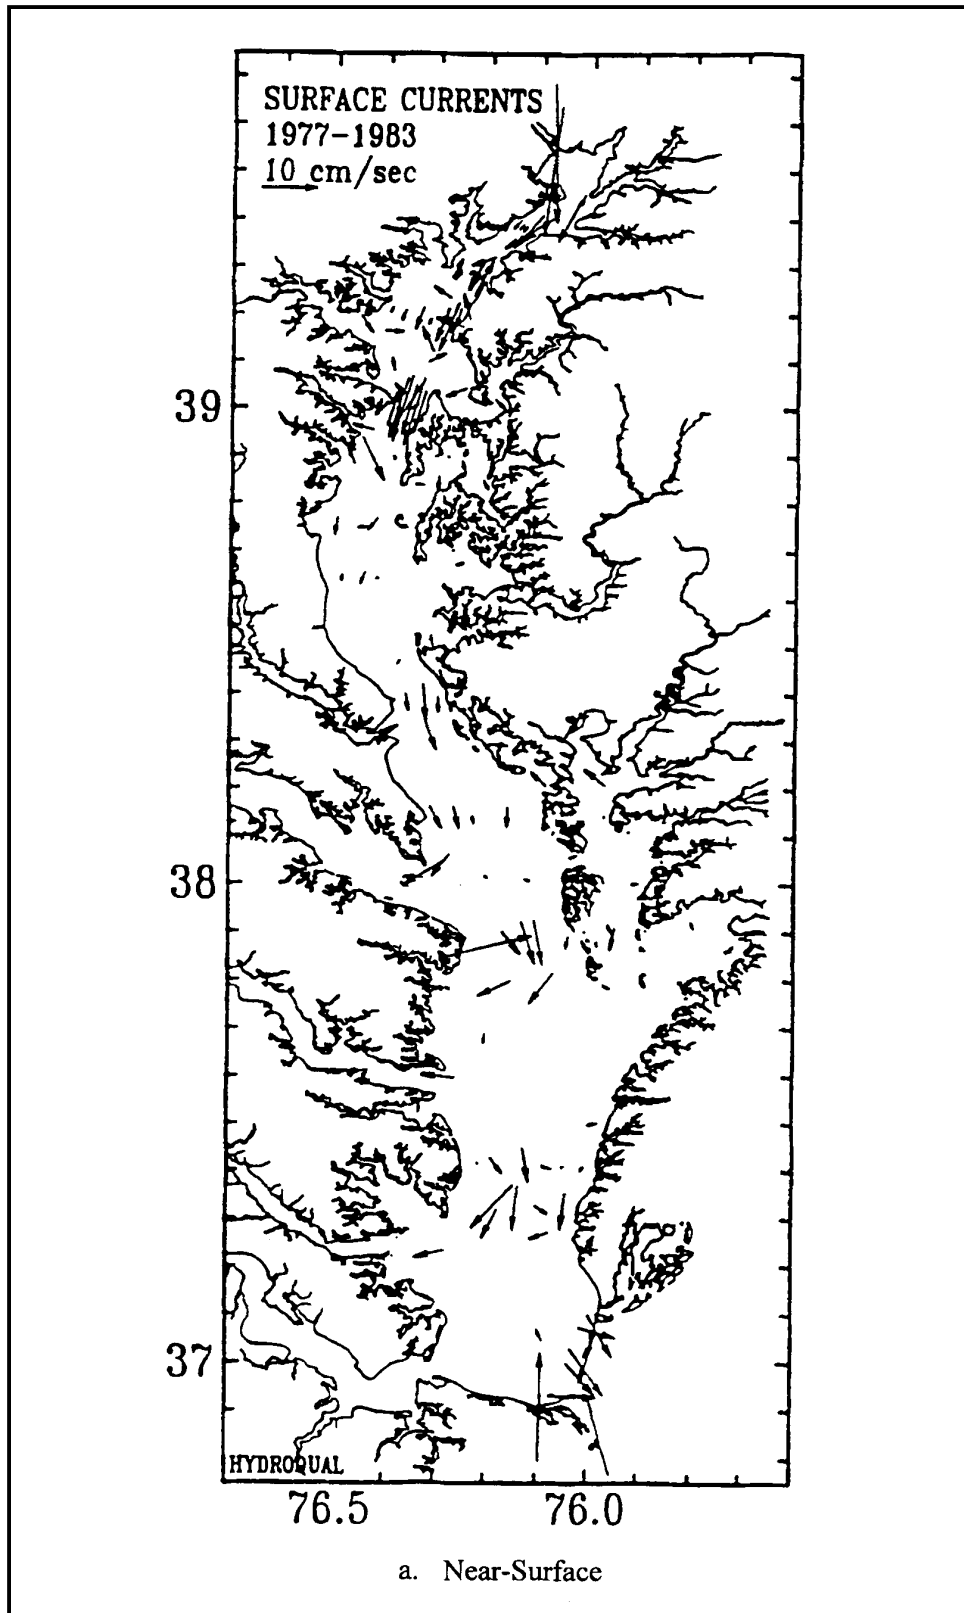 SURFACE CURRENTS
1977-1983
10 cm/sec
39
38
37
HYDROQUAL
76.5 76.0
a. Near-Surface